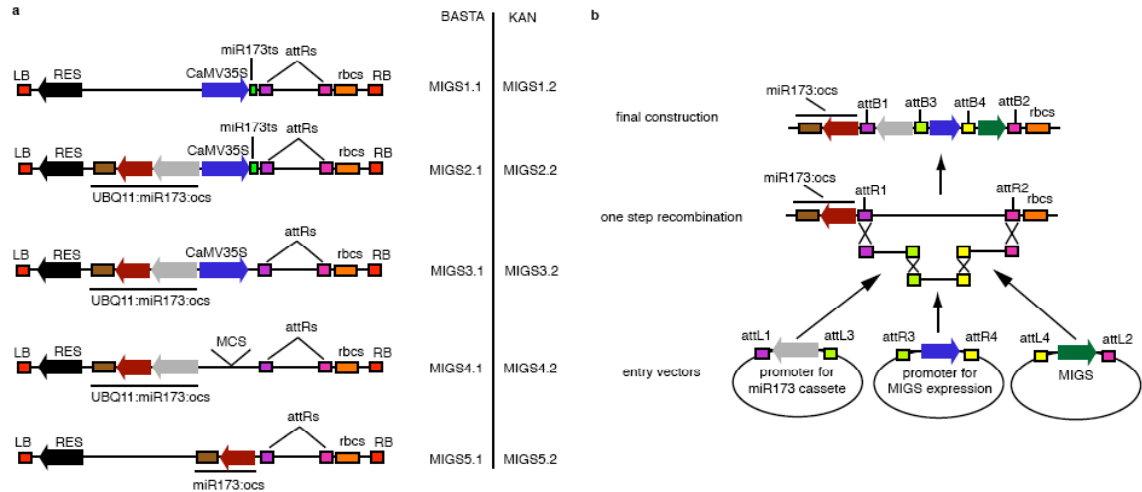 a
BASTA KAN
miR173ts attRs
LB RES CaMV35S rbcs RB
MIGS1.1 MIGS1.2
miR173ts attRs
LB RES CaMV35S rbcs RB
MIGS2.1 MIGS2.2
UBQ11:miR173:ocs
attRs
LB RES CaMV35S rbcs RB
MIGS3.1 MIGS3.2
UBQ11:miR173:ocs
attRs
LB RES MCS rbcs RB
MIGS4.1 MIGS4.2
UBQ11:miR173:ocs
attRs
LB RES rbcs RB
MIGS5.1 MIGS5.2
miR173:ocs
b
miR173:ocs attB1 attB3 attB4 attB2
final construction rbcs
miR173:ocs attR1 attR2
one step recombination rbcs
attL1 attL3 attR3 attR4 attL4 attL2
entry vectors
promoter for
miR173 cassete
promoter for
MIGS expression
MIGS